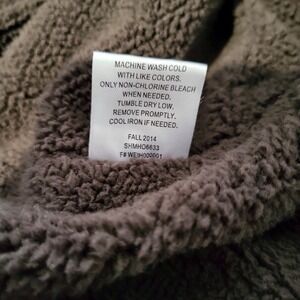 MACHINE WASH COLD
WITH LIKE COLORS.
ONLY NON-CHLORINE BLEACH
WHEN NEEDED.
TUMBLE DRY LOW.
REMOVE PROMPTLY.
COOL IRON IF NEEDED.
FALL 2014
SHMHO6633
F#